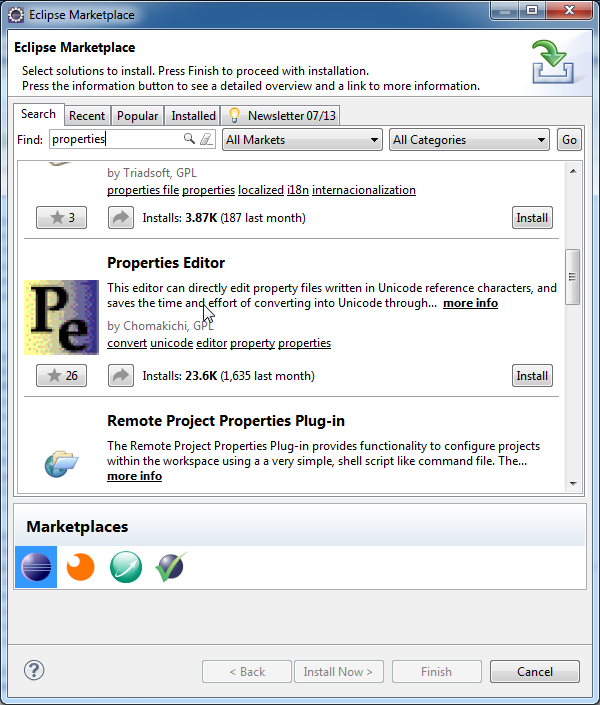 Eclipse Marketplace
Eclipse Marketplace
Select solutions to install. Press Finish to proceed with installation.
Press the information button to see a detailed overview and a link to more information.
Search Recent Popular Installed Newsletter 07/13
Find: properties All Markets All Categories Go
by Triadsoft, GPL
properties file properties localized i18n internacionalization
3 Installs: 3.87K (187 last month) Install
Properties Editor
This editor can directly edit property files written in Unicode reference characters, and
saves the time and effort of converting into Unicode through... more info
Pe
by Chomakichi, GPL
convert unicode editor property properties
26 Installs: 23.6K (1,635 last month) Install
Remote Project Properties Plug-in
The Remote Project Properties Plug-in provides functionality to configure projects
within the workspace using a a very simple, shell script like command file. The...
more info
Marketplaces
? < Back Install Now > Finish Cancel